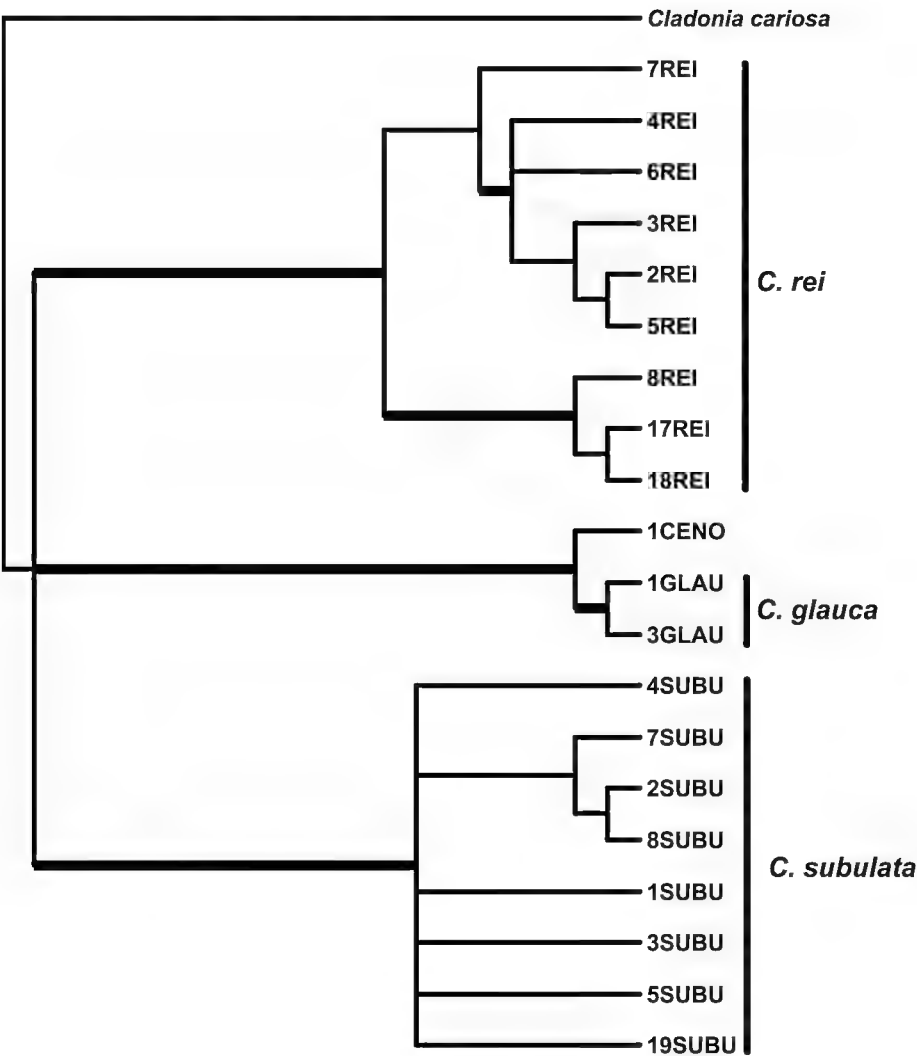 Cladonia cariosa
7REI
4REI
6REI
3REI
2REI
C. rei
5REI
8REI
17REI
18REI
1CENO
1GLAU
C. glauca
3GLAU
4SUBU
7SUBU
2SUBU
8SUBU
C. subulata
1SUBU
3SUBU
5SUBU
19SUBU